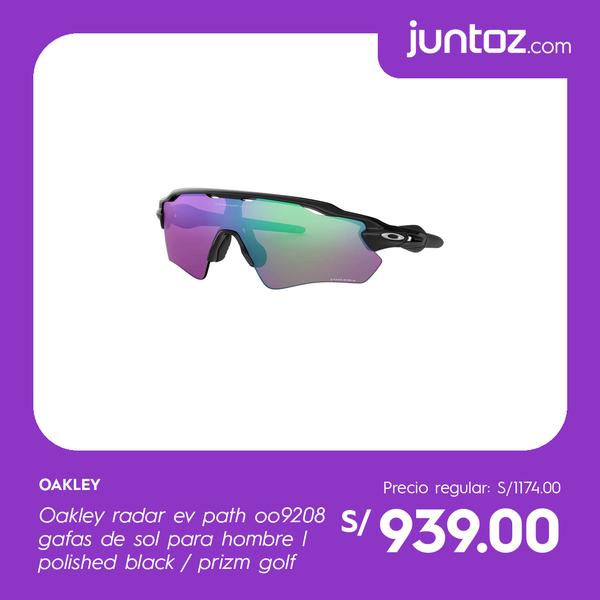 juntoz.com
OAKLEY
Oakley radar ev path oo9208
gafas de sol para hombre |
polished black / prizm golf
Precio regular: S/1174.00
S/ 939.00